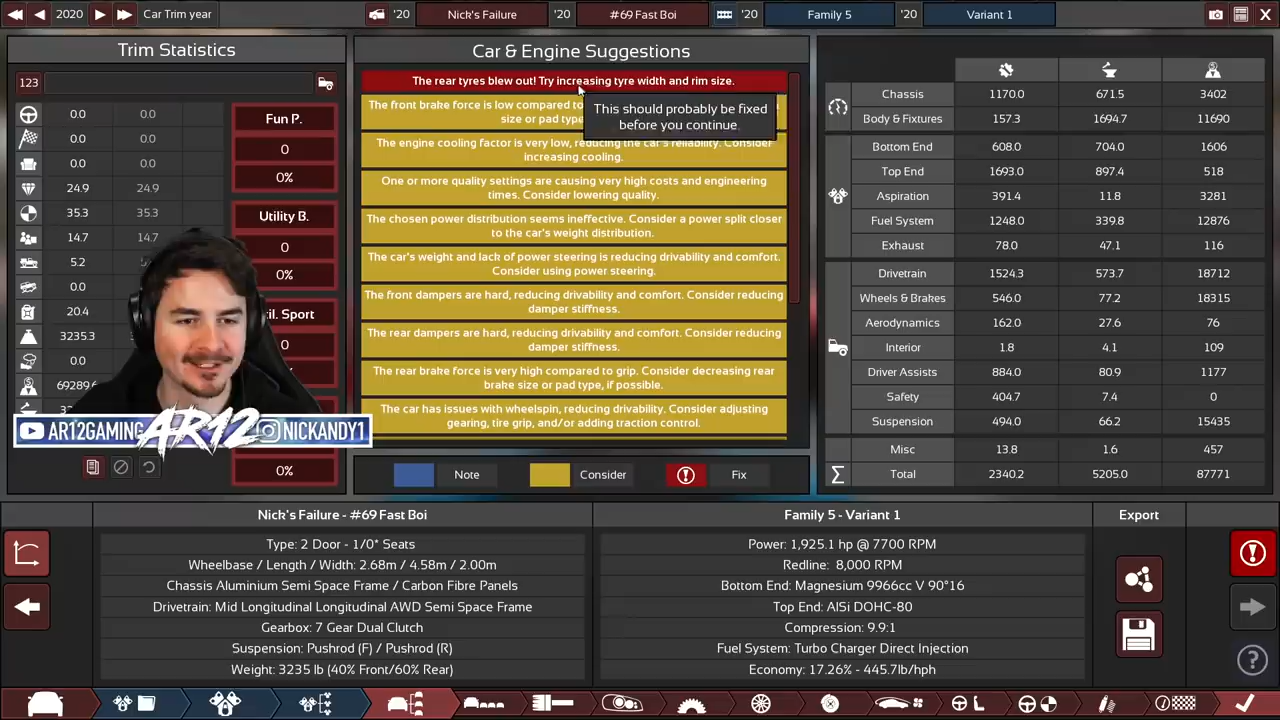 2020
Car Trim year
'20
Nick's Failure
'20
#69 Fast Boi
'20
Family 5
'20
Variant 1
Trim Statistics
123
0.0 0.0
0.0 0.0
0.0 0.0
24.9 24.9
35.3 35.3
14.7 14.7
5.2
0.0
20.4
32235.3
0.0
69289.6
Fun P.
0
0%
Utility B.
0
0%
il. Sport
0
0%
AR12GAMING
AR12
NICKANDY1
Car & Engine Suggestions
The rear tyres blew out! Try increasing tyre width and rim size.
The front brake force is low compared to
size or pad type
This should probably be fixed
before you continue.
The engine cooling factor is very low, reducing the car's reliability. Consider
increasing cooling.
One or more quality settings are causing very high costs and engineering
times. Consider lowering quality.
The chosen power distribution seems ineffective. Consider a power split closer
to the car's weight distribution.
The car's weight and lack of power steering is reducing drivability and comfort.
Consider using power steering.
The front dampers are hard, reducing drivability and comfort. Consider reducing
damper stiffness.
The rear dampers are hard, reducing drivability and comfort. Consider reducing
damper stiffness.
The rear brake force is very high compared to grip. Consider decreasing rear
brake size or pad type, if possible.
The car has issues with wheelspin, reducing drivability. Consider adjusting
gearing, tire grip, and/or adding traction control.
Note
Consider
Fix
Chassis 1170.0 671.5 3402
Body & Fixtures 157.3 1694.7 11690
Bottom End 608.0 704.0 1606
Top End 1693.0 897.4 518
Aspiration 391.4 11.8 3281
Fuel System 1248.0 339.8 12876
Exhaust 78.0 47.1 116
Drivetrain 1524.3 573.7 18712
Wheels & Brakes 546.0 77.2 18315
Aerodynamics 162.0 27.6 76
Interior 1.8 4.1 109
Driver Assists 884.0 80.9 1177
Safety 404.7 7.4 0
Suspension 494.0 66.2 15435
Misc 13.8 1.6 457
Total 2340.2 5205.0 87771
Nick's Failure - #69 Fast Boi
Type: 2 Door - 1/0* Seats
Wheelbase / Length / Width: 2.68m / 4.58m / 2.00m
Chassis Aluminium Semi Space Frame / Carbon Fibre Panels
Drivetrain: Mid Longitudinal Longitudinal AWD Semi Space Frame
Gearbox: 7 Gear Dual Clutch
Suspension: Pushrod (F) / Pushrod (R)
Weight: 3235 lb (40% Front/60% Rear)
Family 5 - Variant 1
Power: 1,925.1 hp @ 7700 RPM
Redline: 8,000 RPM
Bottom End: Magnesium 9966cc V 90°16
Top End: AlSi DOHC-80
Compression: 9.9:1
Fuel System: Turbo Charger Direct Injection
Economy: 17.26% - 445.7lb/hph
Export